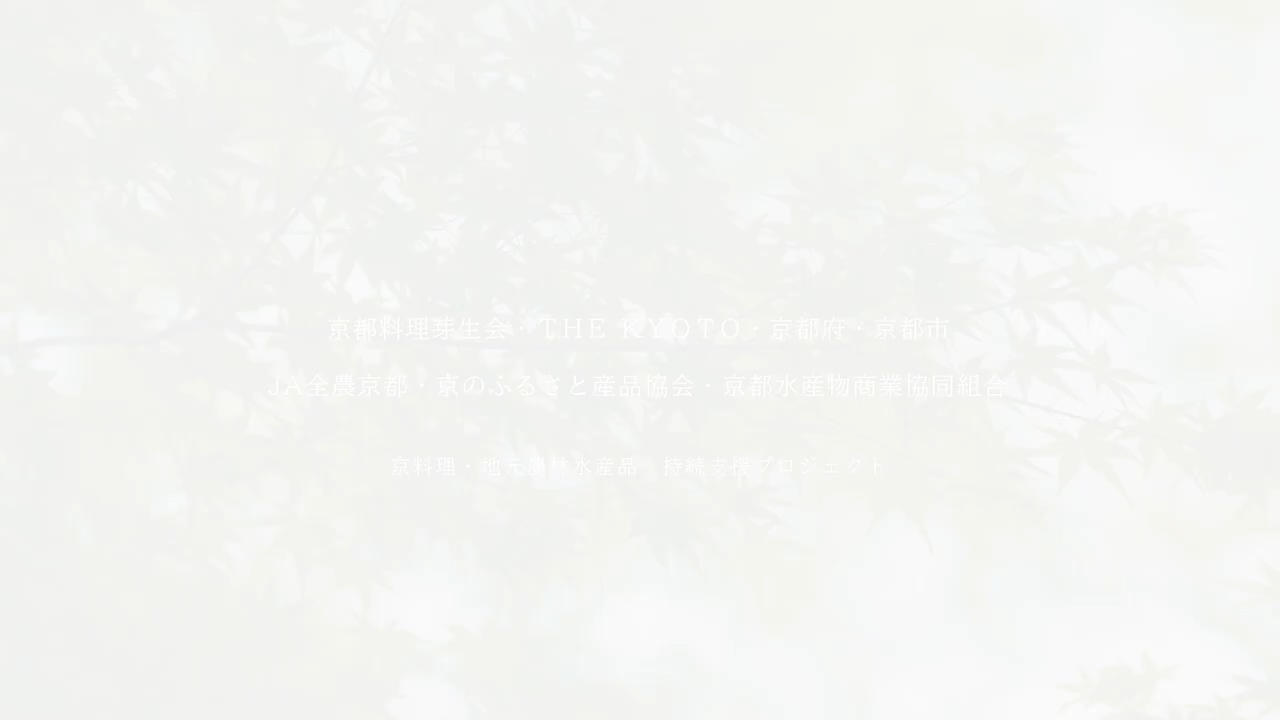 京都料理芽生会・THE KYOTO・京都府・京都市
JA全農京都・京のふるさと産品協会・京都水産物商業協同組合
京料理・地元農林水産品　持続支援プロジェクト